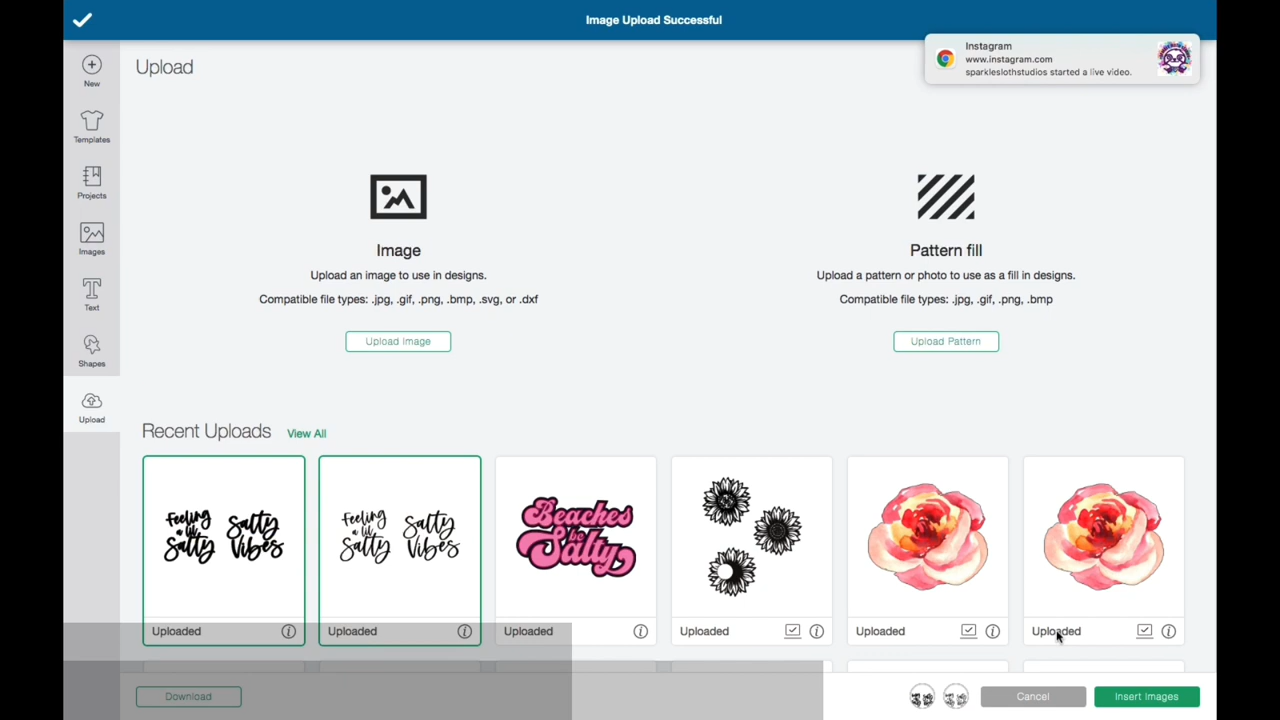 Image Upload Successful
Instagram
www.instagram.com
sparkleslothstudios started a live video.
New
Templates
Projects
Images
Text
Shapes
Upload
Upload
Image
Upload an image to use in designs.
Compatible file types: .jpg, .gif, .png, .bmp, .svg, or .dxf
Upload Image
Pattern fill
Upload a pattern or photo to use as a fill in designs.
Compatible file types: .jpg, .gif, .png, .bmp
Upload Pattern
Recent Uploads View All
Feeling
a lil
Salty
Salty
Vibes
Uploaded
Feeling
a lil
Salty
Salty
Vibes
Uploaded
Beaches
be
Salty
Uploaded
Uploaded
Uploaded
Uploaded
Download
Cancel
Insert Images